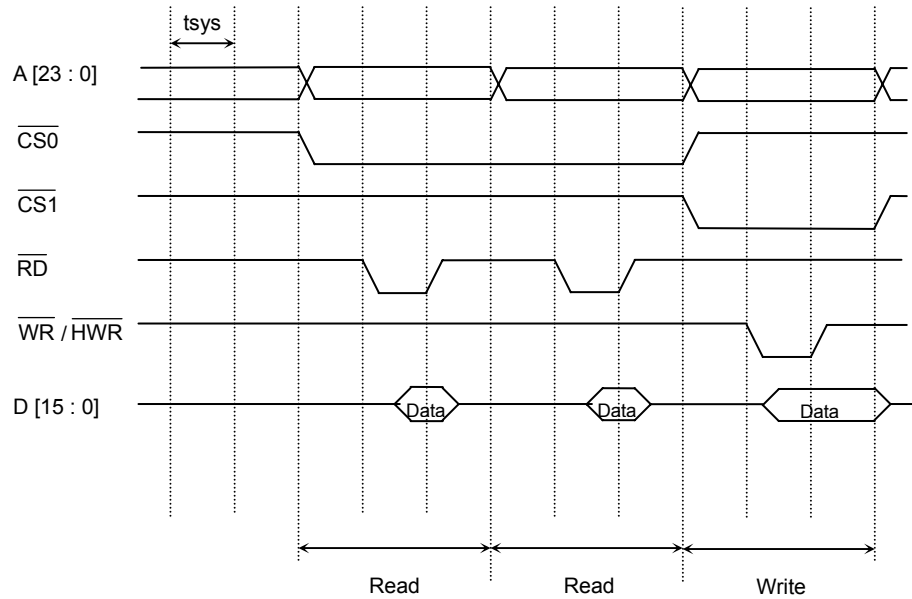 tsys
A [23 : 0]
CS0
CS1
RD
WR / HWR
D [15 : 0]
Data
Data
Data
Read
Read
Write